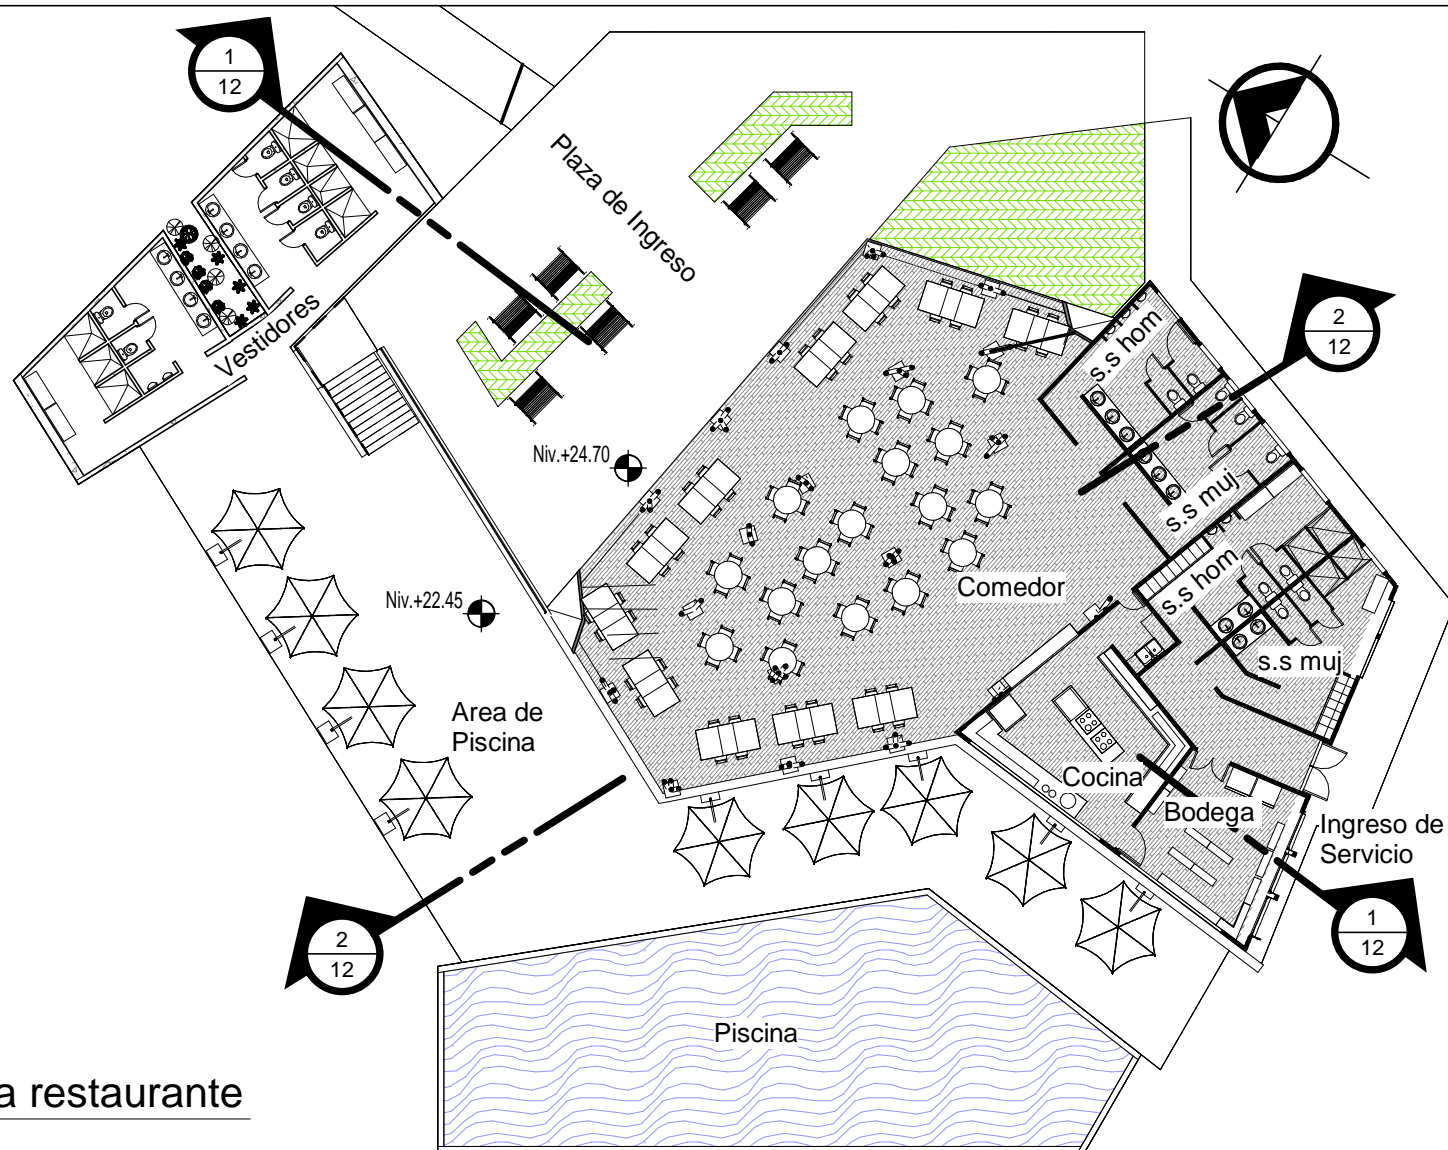 1
12
Plaza de Ingreso
Vestidores
s.s hom
2
12
Niv.+24.70
s.s muj
s.s hom
Comedor
Niv.+22.45
s.s muj
Area de
Piscina
Cocina
Bodega
Ingreso de
Servicio
1
12
2
12
Piscina
a restaurante